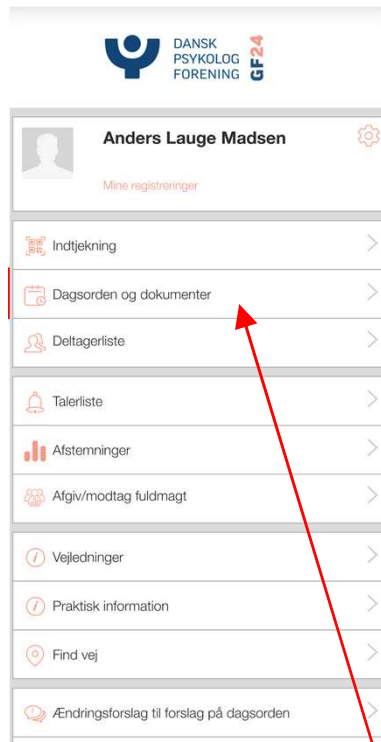 DANSK
PSYKOLOG
FORENING
GF24
Anders Lauge Madsen
Mine registreringer
Indtjekning
Dagsorden og dokumenter
Deltagerliste
Talerliste
Afstemninger
Afgiv/modtag fuldmagt
Vejledninger
Praktisk information
Find vej
Ændringsforslag til forslag på dagsorden